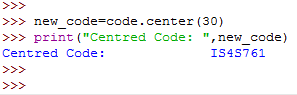 >>>
>>> new_code=code.center(30)
>>> print("Centred Code: ",new_code)
Centred Code:            IS4S761
>>>
>>>